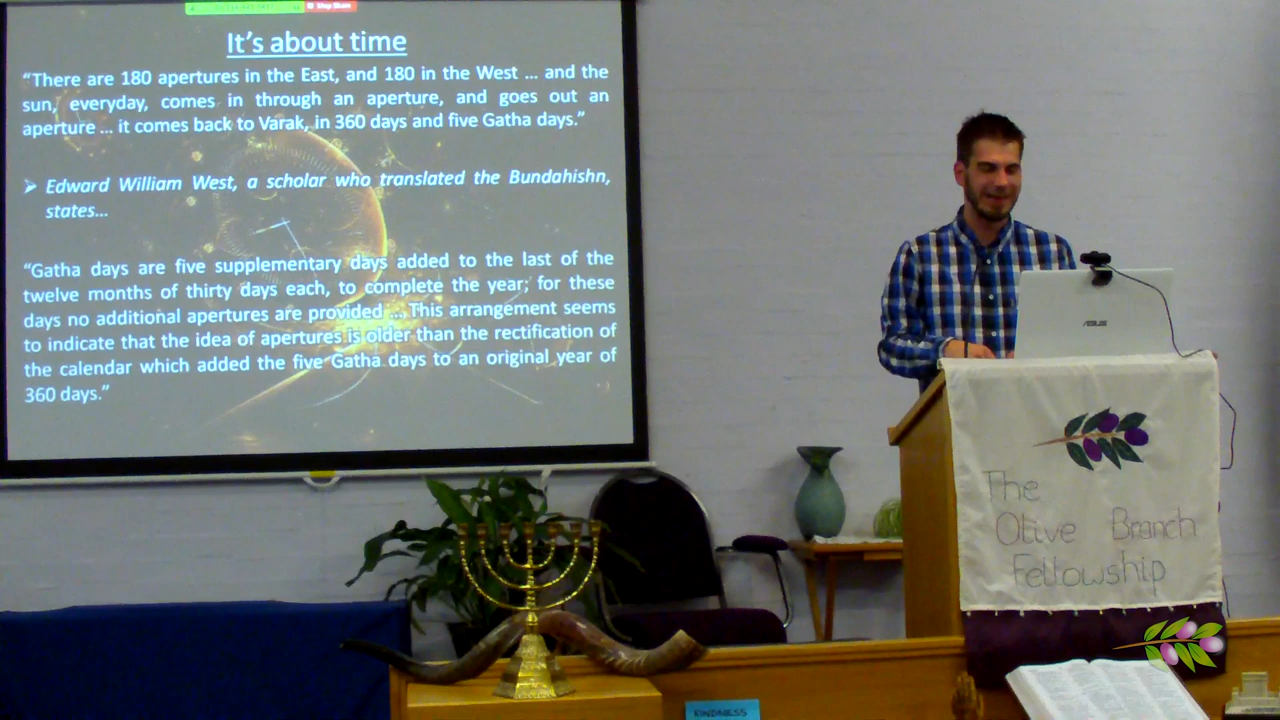 Stop Share
It's about time
“There are 180 apertures in the East, and 180 in the West ... and the
sun, everyday, comes in through an aperture, and goes out an
aperture ... it comes back to Varak, in 360 days and five Gatha days.”
Edward William West, a scholar who translated the Bundahishn,
states...
“Gatha days are five supplementary days added to the last of the
twelve months of thirty days each, to complete the year; for these
days no additional apertures are provided ... This arrangement seems
to indicate that the idea of apertures is older than the rectification of
the calendar which added the five Gatha days to an original year of
360 days.”
ASUS
The
Olive Branch
Fellowship
KINDNESS